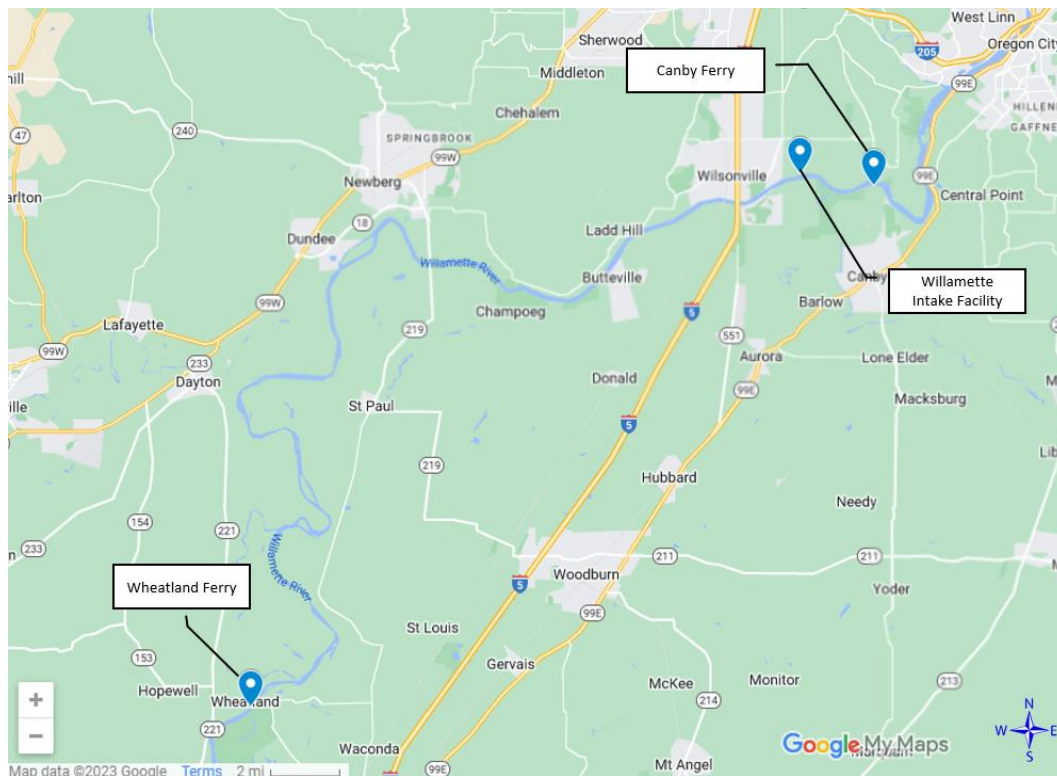 West Linn
Sherwood
205
Oregon City
Canby Ferry
Middleton
99E
hill
HILLEN
Chehalem
GAFFNE
47
240
SPRINGBROOK
99W
99E
Wilsonville
arlton
Newberg
Central Point
18
Ladd Hill
Dundee
Willamette River
Butteville
Canby
Willamette
Intake Facility
99W
Barlow
Champoeg
5
Lafayette
219
551
99W
233
Aurora
Lone Elder
Dayton
Donald
99E
Macksburg
ville
St Paul
5
219
Hubbard
Needy
154
221
233
211
211
Willamette River
Woodburn
5
Wheatland Ferry
Yoder
99E
St Louis
153
Gervais
McKee
Monitor
213
Hopewell
Wheatland
214
+
221
N
W E
S
−
Waconda
Google My Maps
99E
Mt Angel
Map data ©2023 Google Terms 2 mi